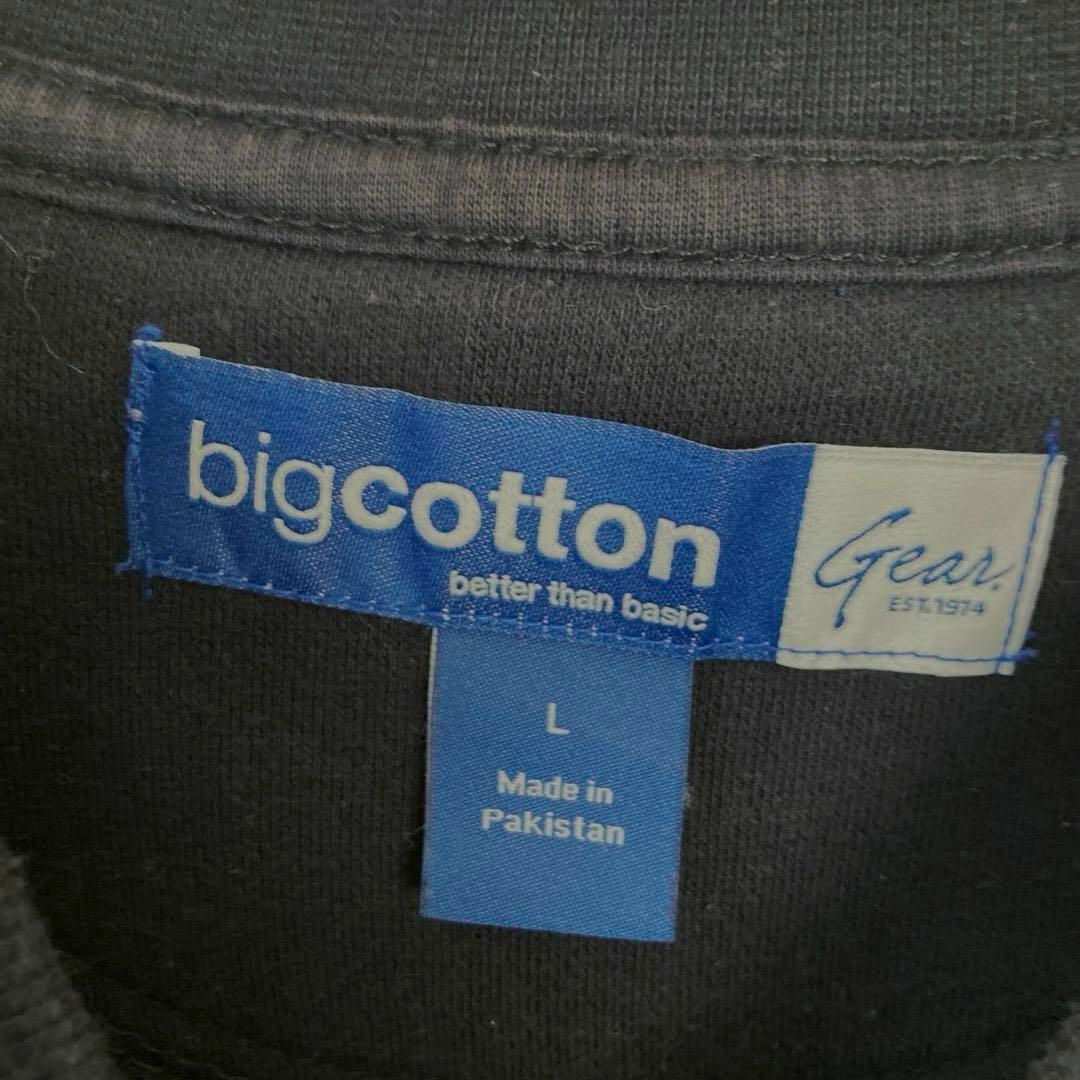 bigcotton
better than basic
Gear.
EST.1974
L
Made in
Pakistan